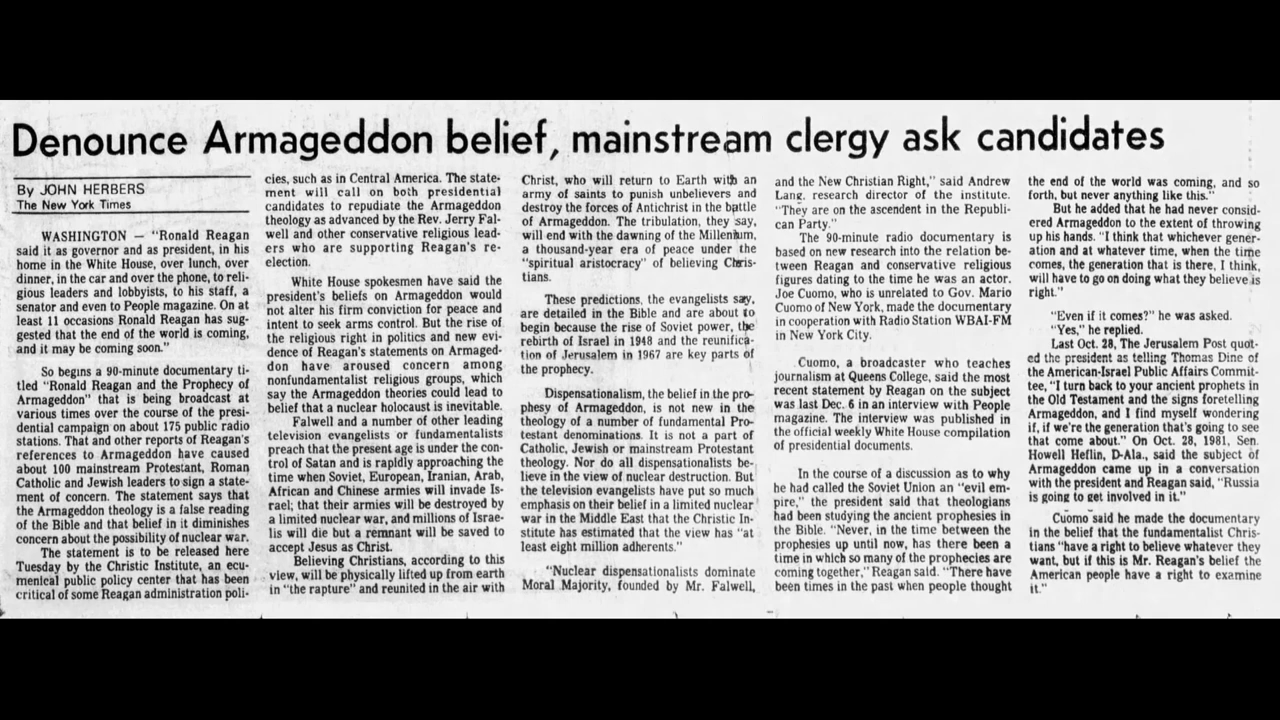 Denounce Armageddon belief, mainstream clergy ask candidates
By JOHN HERBERS
The New York Times
WASHINGTON — "Ronald Reagan
said it as governor and as president, in his
home in the White House, over lunch, over
dinner, in the car and over the phone, to reli-
gious leaders and lobbyists, to his staff, a
senator and even to People magazine. On at
least 11 occasions Ronald Reagan has sug-
gested that the end of the world is coming,
and it may be coming soon."
So begins a 90-minute documentary ti-
tled "Ronald Reagan and the Prophecy of
Armageddon" that is being broadcast at
various times over the course of the presi-
dential campaign on about 175 public radio
stations. That and other reports of Reagan's
references to Armageddon have caused
about 100 mainstream Protestant, Roman
Catholic and Jewish leaders to sign a state-
ment of concern. The statement says that
the Armageddon theology is a false reading
of the Bible and that belief in it diminishes
concern about the possibility of nuclear war.
The statement is to be released here
Tuesday by the Christic Institute, an ecu-
menical public policy center that has been
critical of some Reagan administration poli-
cies, such as in Central America. The state-
ment will call on both presidential
candidates to repudiate the Armageddon
theology as advanced by the Rev. Jerry Fal-
well and other conservative religious lead-
ers who are supporting Reagan's re-
election.
White House spokesmen have said the
president's beliefs on Armageddon would
not alter his firm conviction for peace and
intent to seek arms control. But the rise of
the religious right in politics and new evi-
dence of Reagan's statements on Armaged-
don have aroused concern among
nonfundamentalist religious groups, which
say the Armageddon theories could lead to
belief that a nuclear holocaust is inevitable.
Falwell and a number of other leading
television evangelists or fundamentalists
preach that the present age is under the con-
trol of Satan and is rapidly approaching the
time when Soviet, European, Iranian, Arab,
African and Chinese armies will invade Is-
rael; that their armies will be destroyed by
a limited nuclear war, and millions of Israe-
lis will die but a remnant will be saved to
accept Jesus as Christ.
Believing Christians, according to this
view, will be physically lifted up from earth
in "the rapture" and reunited in the air with
Christ, who will return to Earth with an
army of saints to punish unbelievers and
destroy the forces of Antichrist in the battle
of Armageddon. The tribulation, they say,
will end with the dawning of the Millenium,
a thousand-year era of peace under the
"spiritual aristocracy" of believing Chris-
tians.
These predictions, the evangelists say,
are detailed in the Bible and are about to
begin because the rise of Soviet power, the
rebirth of Israel in 1948 and the reunifica-
tion of Jerusalem in 1967 are key parts of
the prophecy.
Dispensationalism, the belief in the pro-
phesy of Armageddon, is not new in the
theology of a number of fundamental Pro-
testant denominations. It is not a part of
Catholic, Jewish or mainstream Protestant
theology. Nor do all dispensationalists be-
lieve in the view of nuclear destruction. But
the television evangelists have put so much
emphasis on their belief in a limited nuclear
war in the Middle East that the Christic In-
stitute has estimated that the view has "at
least eight million adherents."
"Nuclear dispensationalists dominate
Moral Majority, founded by Mr. Falwell,
and the New Christian Right," said Andrew
Lang, research director of the institute.
"They are on the ascendent in the Republi-
can Party."
The 90-minute radio documentary is
based on new research into the relation be-
tween Reagan and conservative religious
figures dating to the time he was an actor.
Joe Cuomo, who is unrelated to Gov. Mario
Cuomo of New York, made the documentary
in cooperation with Radio Station WBAI-FM
in New York City.
Cuomo, a broadcaster who teaches
journalism at Queens College, said the most
recent statement by Reagan on the subject
was last Dec. 6 in an interview with People
magazine. The interview was published in
the official weekly White House compilation
of presidential documents.
In the course of a discussion as to why
he had called the Soviet Union an "evil em-
pire," the president said that theologians
had been studying the ancient prophesies in
the Bible. "Never, in the time between the
prophesies up until now, has there been a
time in which so many of the prophecies are
coming together," Reagan said. "There have
been times in the past when people thought
the end of the world was coming, and so
forth, but never anything like this."
But he added that he had never consid-
ered Armageddon to the extent of throwing
up his hands. "I think that whichever gener-
ation and at whatever time, when the time
comes, the generation that is there, I think,
will have to go on doing what they believe is
right."
"Even if it comes?" he was asked.
"Yes," he replied.
Last Oct. 28, The Jerusalem Post quot-
ed the president as telling Thomas Dine of
the American-Israel Public Affairs Commit-
tee, "I turn back to your ancient prophets in
the Old Testament and the signs foretelling
Armageddon, and I find myself wondering
if, if we're the generation that's going to see
that come about." On Oct. 28, 1981, Sen.
Howell Heflin, D-Ala., said the subject of
Armageddon came up in a conversation
with the president and Reagan said, "Russia
is going to get involved in it."
Cuomo said he made the documentary
in the belief that the fundamentalist Chris-
tians "have a right to believe whatever they
want, but if this is Mr. Reagan's belief the
American people have a right to examine
it."